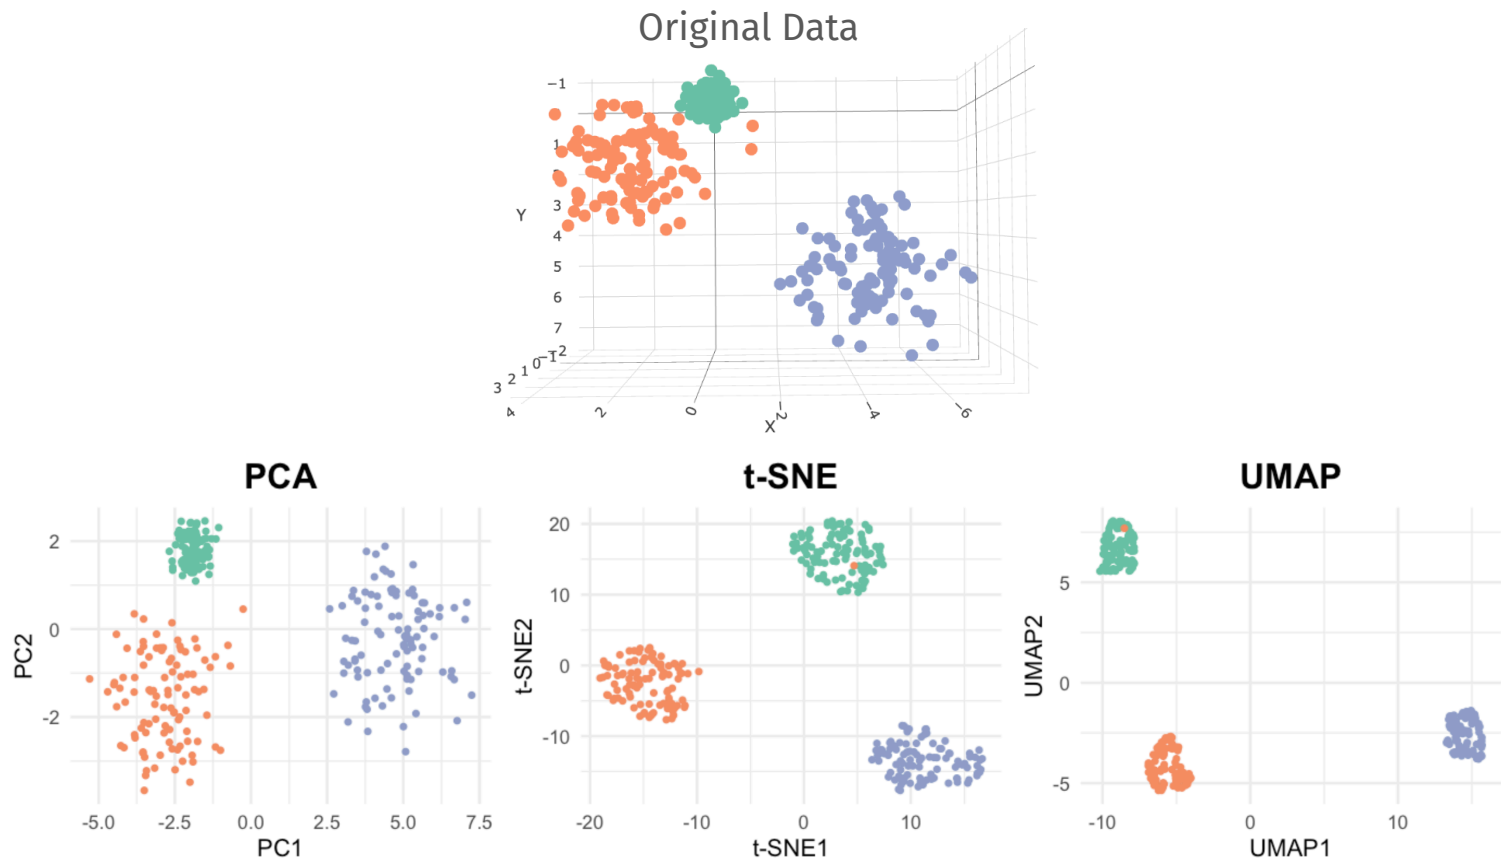 Original Data
−1
1
3
Y
4
5
6
7
3 2 1 0 −1 −2
4 2 0 −2 −4 −6
X
PCA t-SNE UMAP
2
0
-2
PC2
-5.0 -2.5 0.0 2.5 5.0 7.5
PC1
20
10
0
-10
t-SNE2
-20 -10 0 10
t-SNE1
5
0
-5
UMAP2
-10 0 10
UMAP1